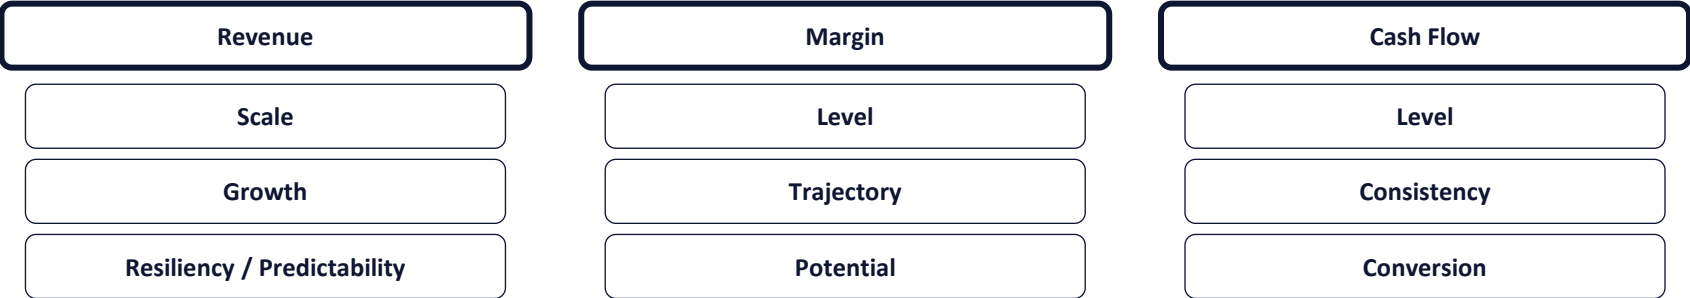 Revenue
Margin
Cash Flow
Scale
Level
Level
Growth
Trajectory
Consistency
Resiliency / Predictability
Potential
Conversion